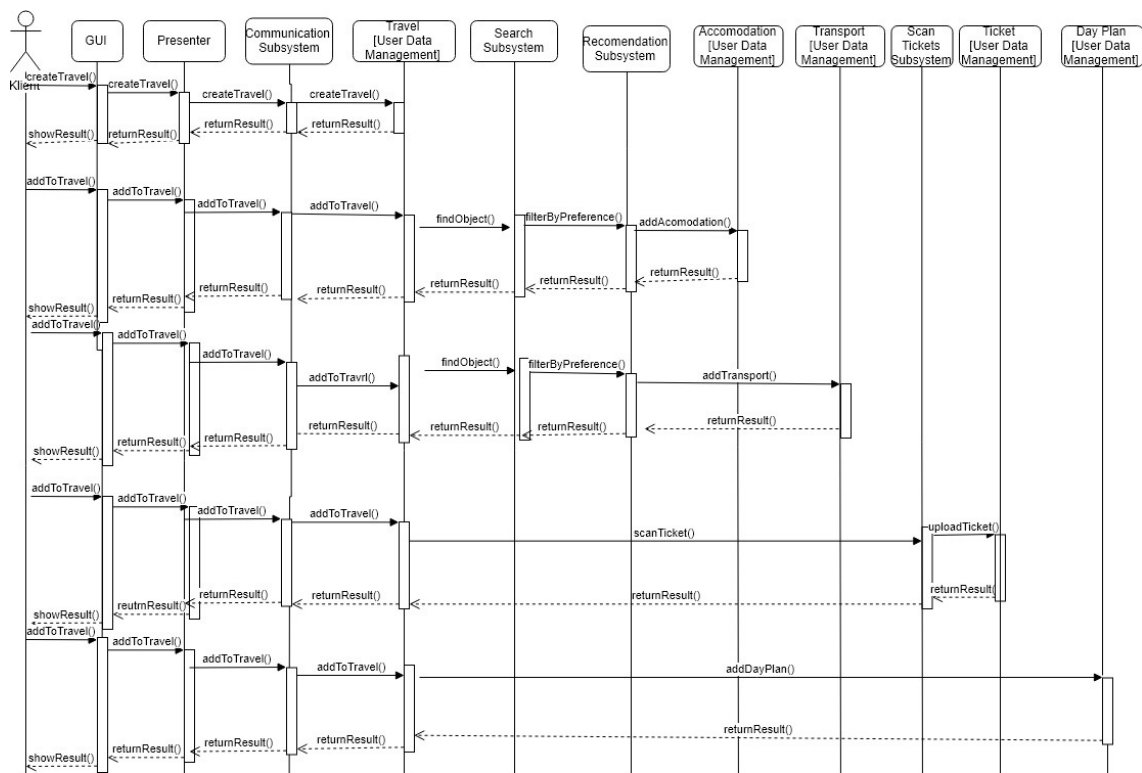 GUI
Presenter
Communication
Subsystem
Travel
[User Data
Management]
Search
Subsystem
Recomendation
Subsystem
Accomodation
[User Data
Management]
Transport
[User Data
Management]
Scan
Tickets
Subsystem
Ticket
[User Data
Management]
Day Plan
[User Data
Management]
Klient
createTravel()
createTravel()
createTravel()
createTravel()
returnResult()
returnResult()
returnResult()
showResult()
addToTravel()
addToTravel()
addToTravel()
addToTravel()
findObject()
filterByPreference()
addAcomodation()
returnResult()
returnResult()
returnResult()
returnResult()
returnResult()
returnResult()
showResult()
addToTravel()
addToTravel()
addToTravel()
addToTravrl()
findObject()
filterByPreference()
addTransport()
returnResult()
returnResult()
returnResult()
returnResult()
returnResult()
returnResult()
showResult()
addToTravel()
addToTravel()
addToTravel()
addToTravel()
scanTicket()
uploadTicket()
returnResult()
returnResult()
returnResult()
returnResult()
reutrnResult()
showResult()
addToTravel()
addToTravel()
addToTravel()
addToTravel()
addDayPlan()
returnResult()
returnResult()
returnResult()
returnResult()
showResult()